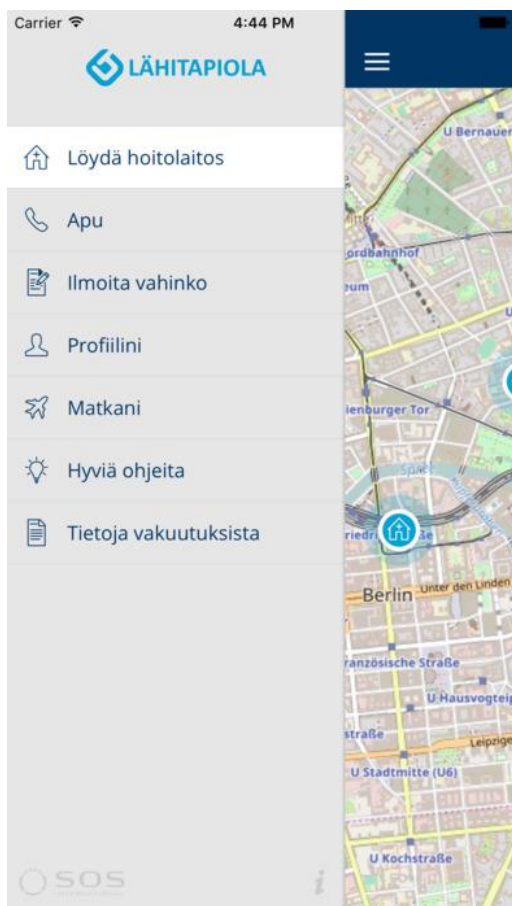 Carrier 4:44 PM
LÄHITAPIOLA
Löydä hoitolaitos
Apu
Ilmoita vahinko
Profiilini
Matkani
Hyviä ohjeita
Tietoja vakuutuksista
SOS
i
U Bernauer
ordbahnhof
eum
ienburger Tor
Spree
Berlin
Unter den Linden
ranzösische Straße
U Hausvogteip
straße
Leipzige
U Stadtmitte (U6)
U Kochstraße